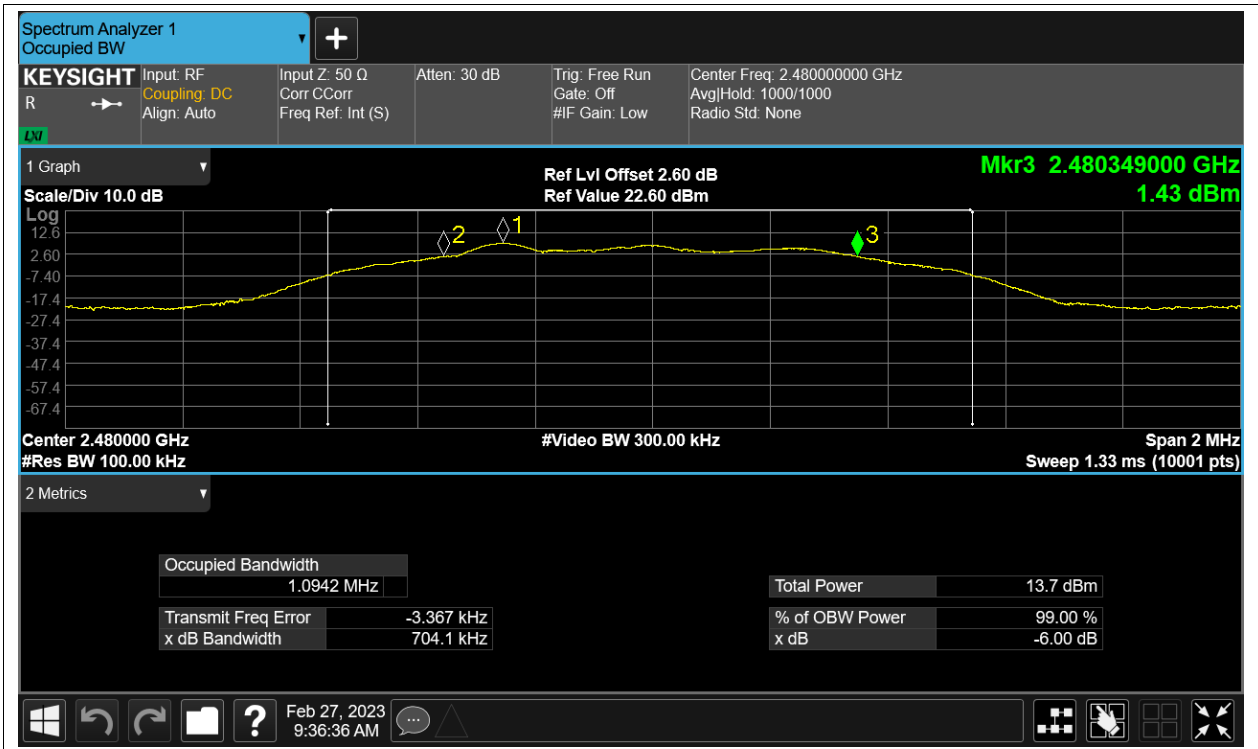 Spectrum Analyzer 1
Occupied BW
KEYSIGHT
R
LXI
Input: RF
Coupling: DC
Align: Auto
Input Z: 50 Ω
Corr CCorr
Freq Ref: Int (S)
Atten: 30 dB
Trig: Free Run
Gate: Off
#IF Gain: Low
Center Freq: 2.480000000 GHz
Avg|Hold: 1000/1000
Radio Std: None
1 Graph
Scale/Div 10.0 dB
Ref Lvl Offset 2.60 dB
Ref Value 22.60 dBm
Mkr3 2.480349000 GHz
1.43 dBm
Log
12.6
2.60
-7.40
-17.4
-27.4
-37.4
-47.4
-57.4
-67.4
2
1
3
Center 2.480000 GHz
#Res BW 100.00 kHz
#Video BW 300.00 kHz
Span 2 MHz
Sweep 1.33 ms (10001 pts)
2 Metrics
Occupied Bandwidth
1.0942 MHz
Transmit Freq Error -3.367 kHz
x dB Bandwidth 704.1 kHz
Total Power 13.7 dBm
% of OBW Power 99.00 %
x dB -6.00 dB
?
Feb 27, 2023
9:36:36 AM